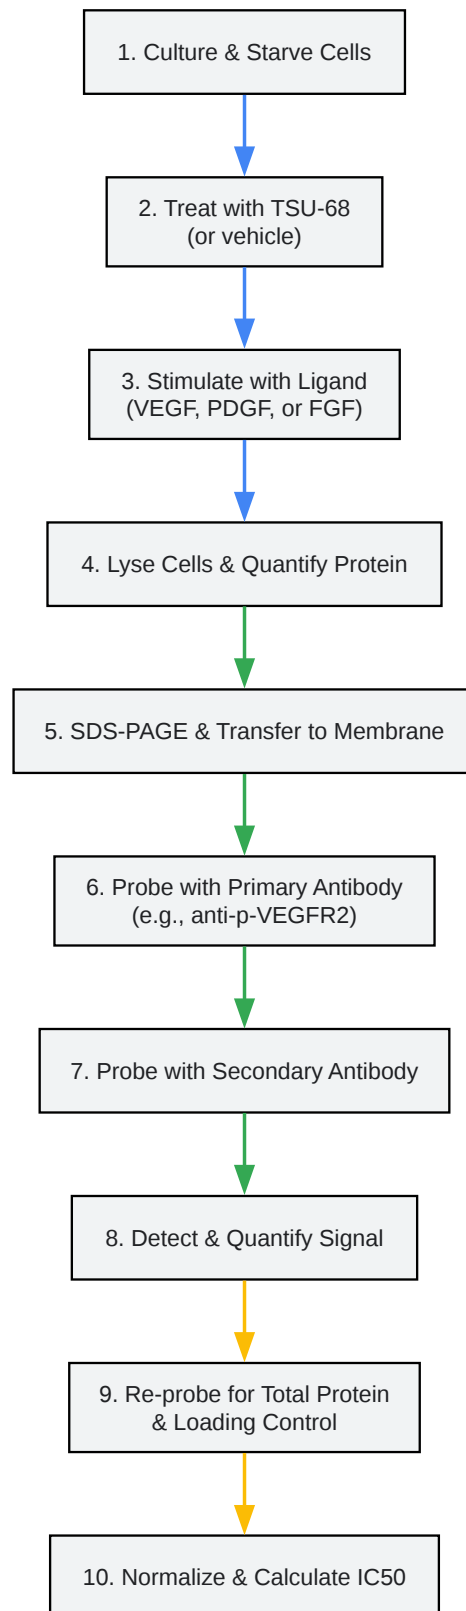 1. Culture & Starve Cells
2. Treat with TSU-68
(or vehicle)
3. Stimulate with Ligand
(VEGF, PDGF, or FGF)
4. Lyse Cells & Quantify Protein
5. SDS-PAGE & Transfer to Membrane
6. Probe with Primary Antibody
(e.g., anti-p-VEGFR2)
7. Probe with Secondary Antibody
8. Detect & Quantify Signal
9. Re-probe for Total Protein
& Loading Control
10. Normalize & Calculate IC50